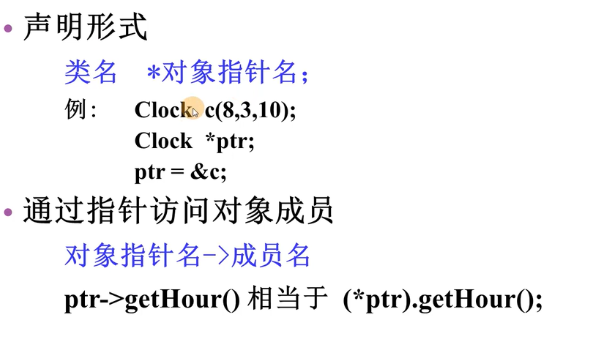 • 声明形式
类名 *对象指针名；
例： Clock c(8,3,10);
Clock *ptr;
ptr = &c;
• 通过指针访问对象成员
对象指针名->成员名
ptr->getHour() 相当于 (*ptr).getHour();